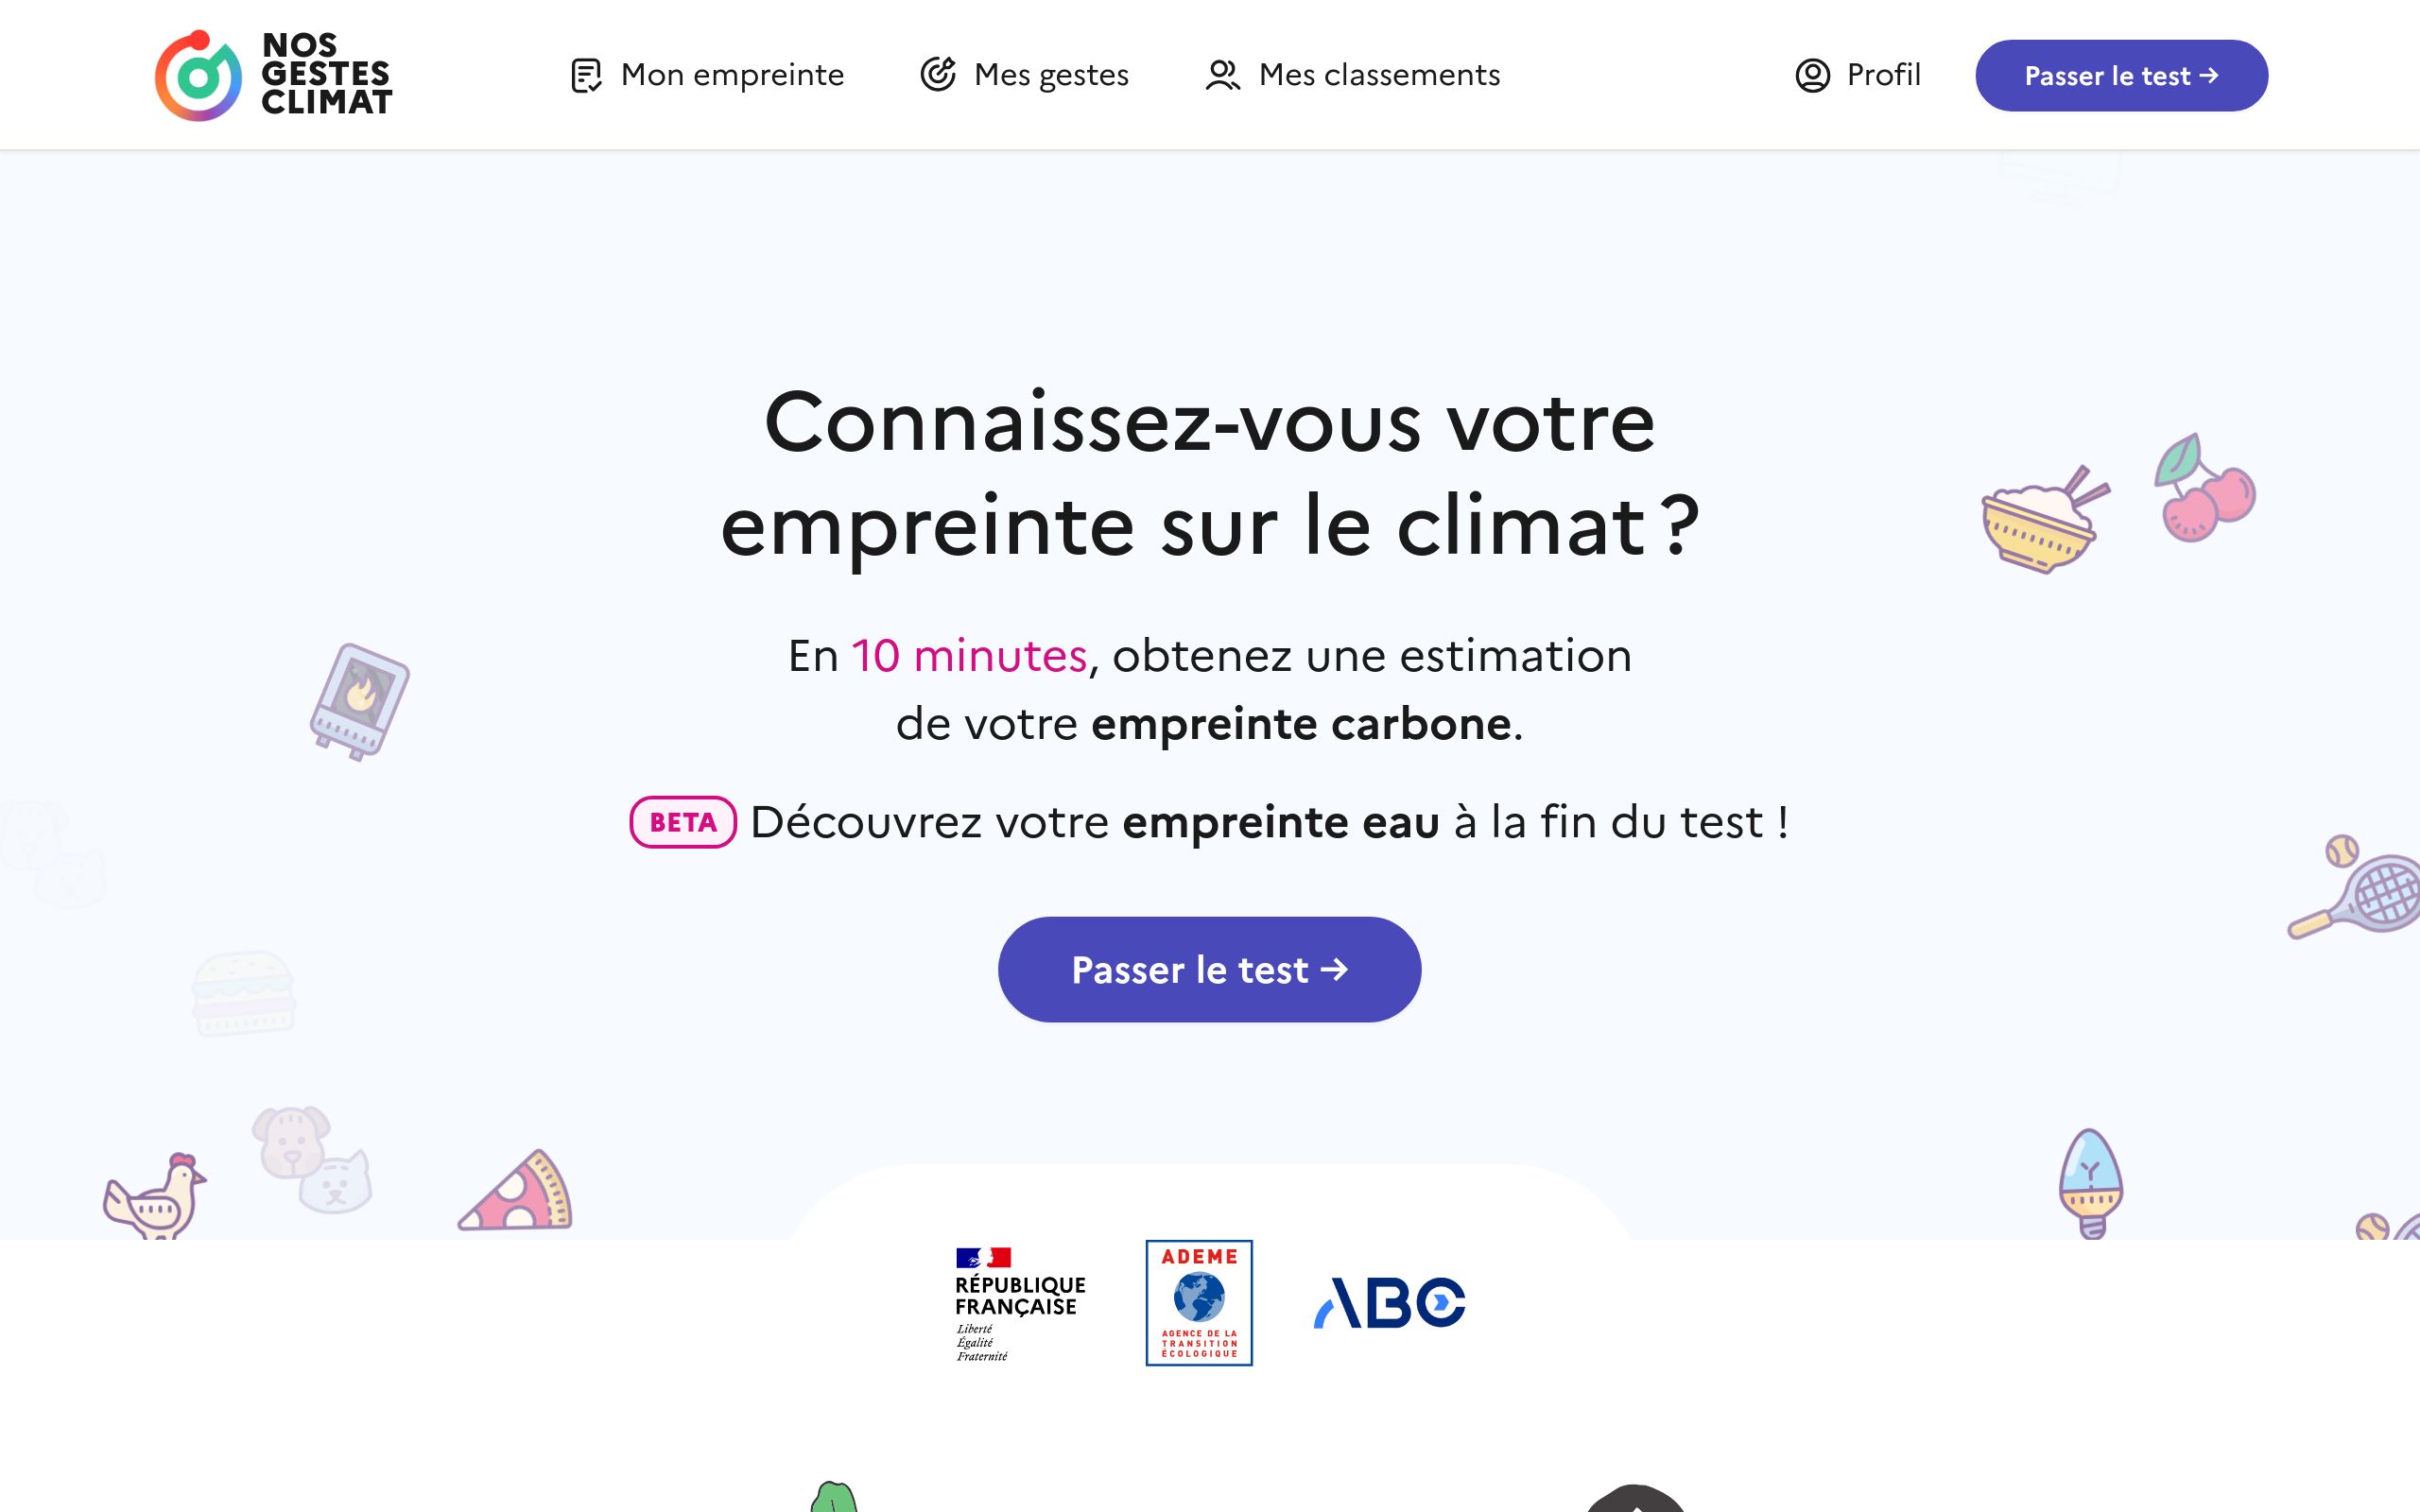 NOS
GESTES
CLIMAT
Mon empreinte
Mes gestes
Mes classements
Profil
Passer le test →
Connaissez-vous votre
empreinte sur le climat ?
En 10 minutes, obtenez une estimation
de votre empreinte carbone.
BETA Découvrez votre empreinte eau à la fin du test !
Passer le test →
RÉPUBLIQUE
FRANÇAISE
Liberté
Égalité
Fraternité
ADEME
AGENCE DE LA
TRANSITION
ÉCOLOGIQUE
ABC